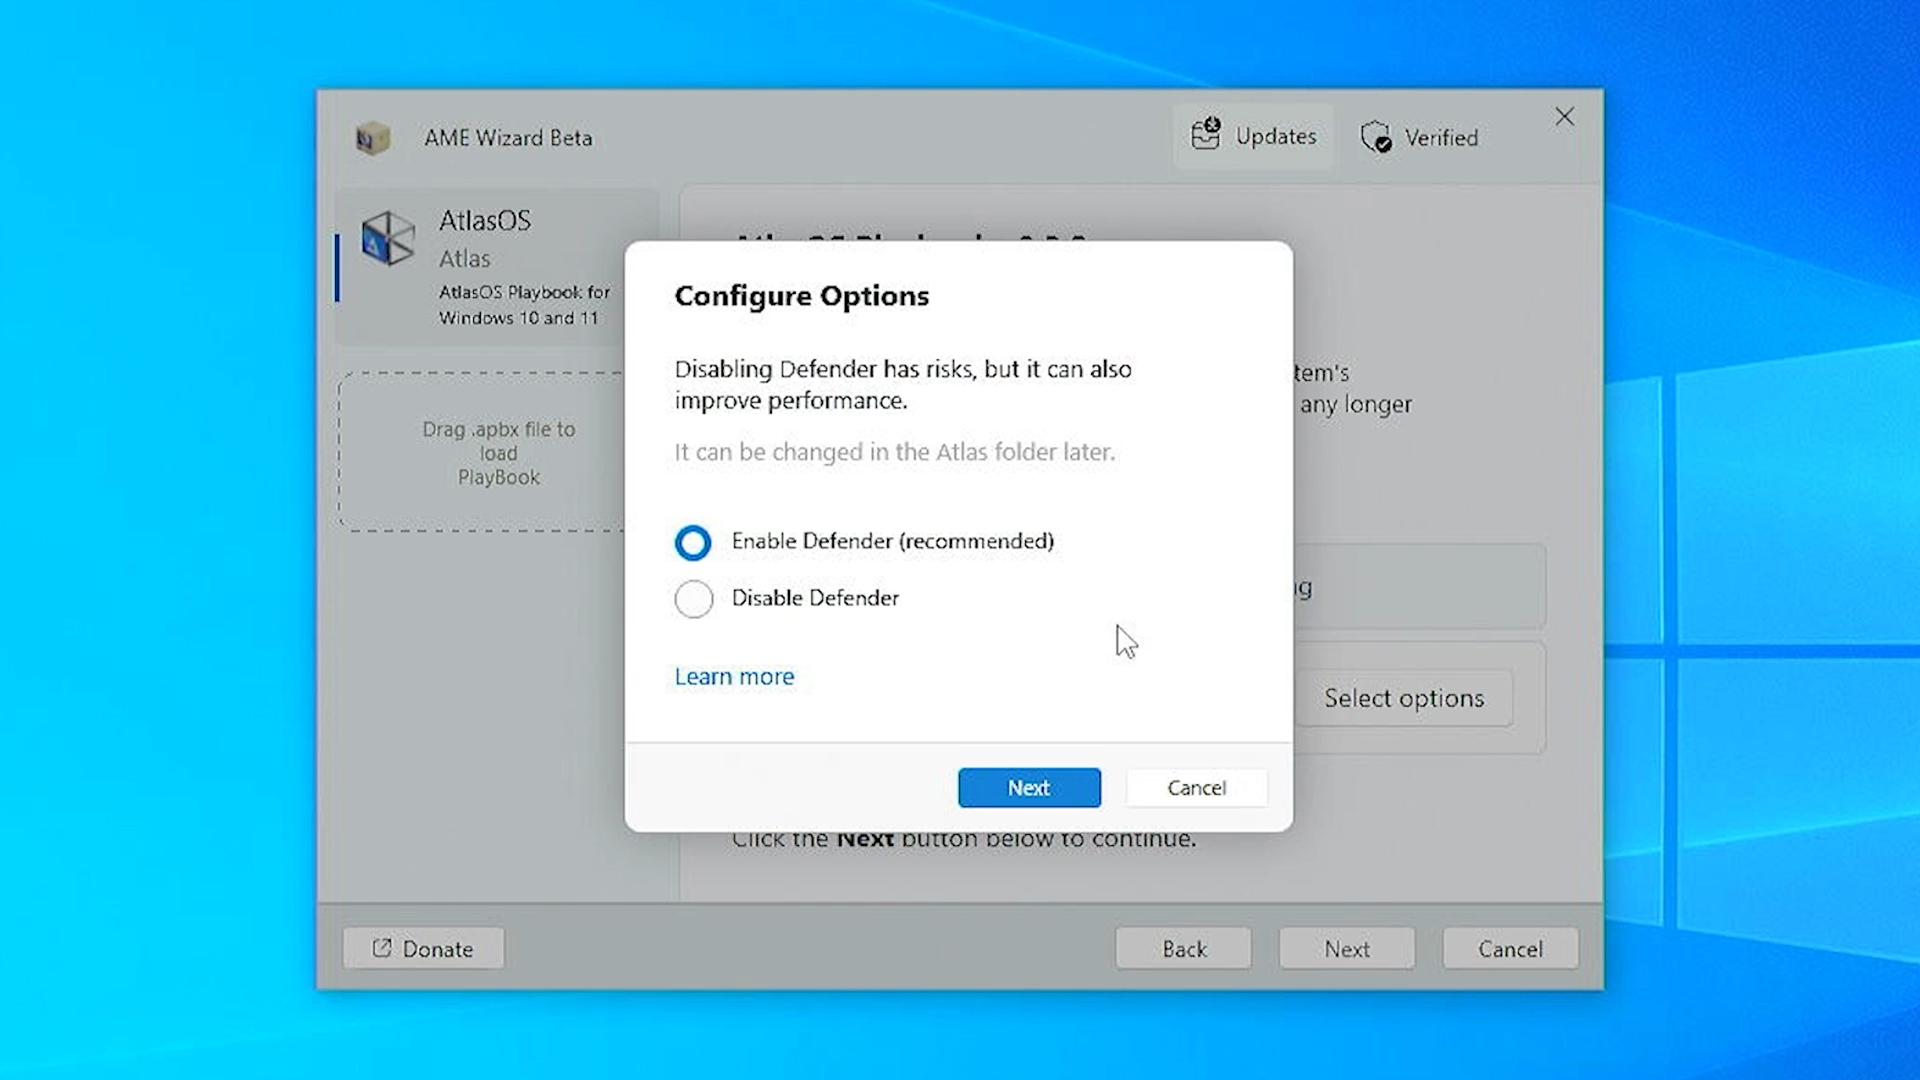 AME Wizard Beta
Updates
Verified
AtlasOS
Atlas
AtlasOS Playbook for
Windows 10 and 11
Drag .apbx file to
load
PlayBook
Configure Options
Disabling Defender has risks, but it can also
improve performance.
It can be changed in the Atlas folder later.
Enable Defender (recommended)
Disable Defender
Learn more
Next
Cancel
tem's
any longer
Select options
Click the Next button below to continue.
Donate
Back
Next
Cancel